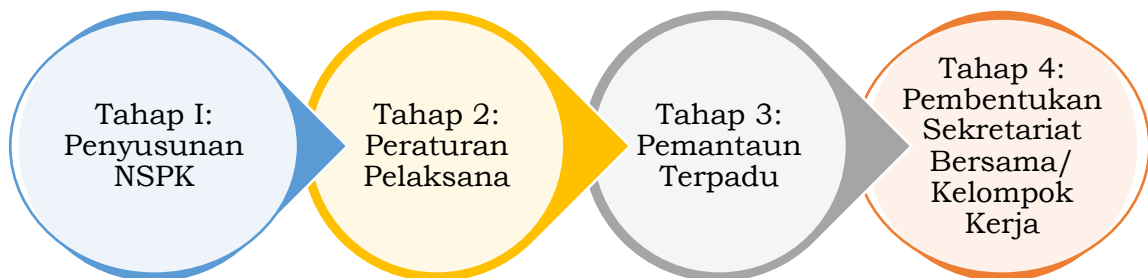 Tahap I:
Penyusunan
NSPK
Tahap 2:
Peraturan
Pelaksana
Tahap 3:
Pemantaun
Terpadu
Tahap 4:
Pembentukan
Sekretariat
Bersama/
Kelompok
Kerja